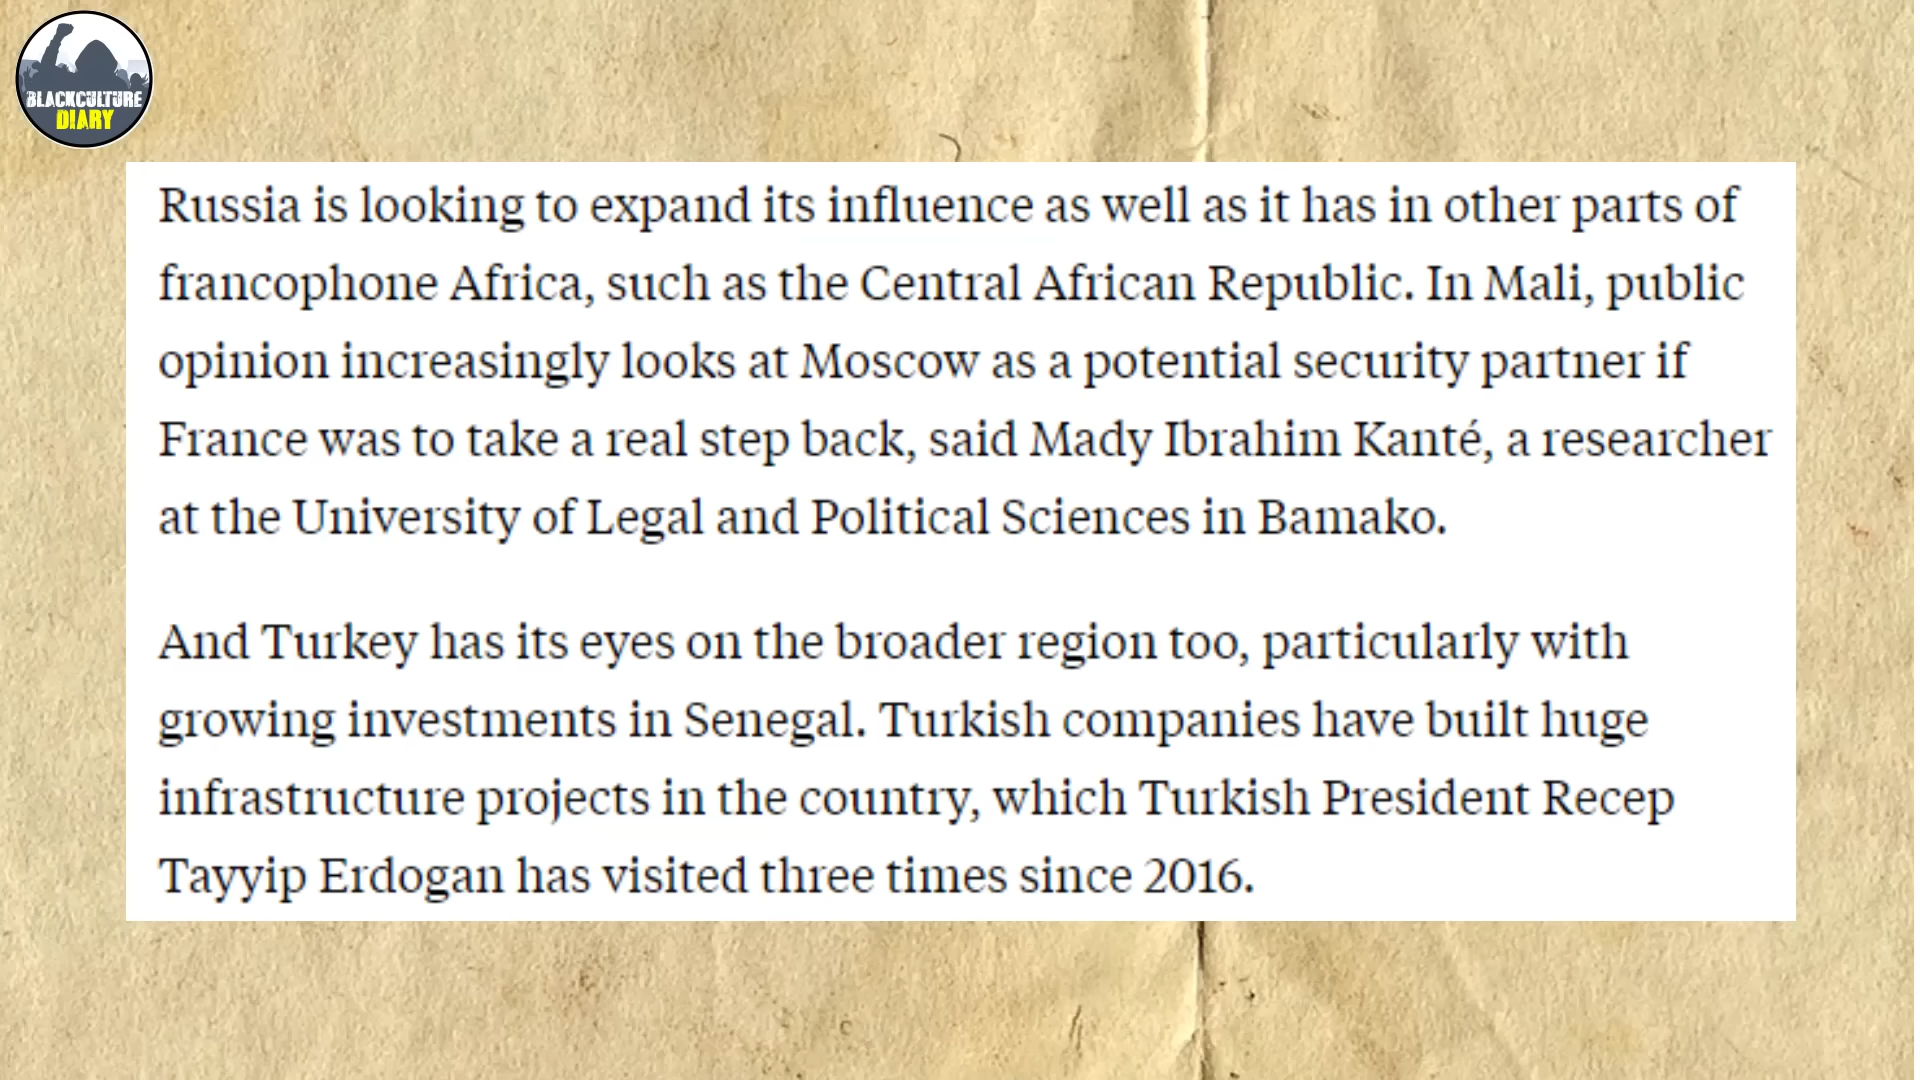 BLACKCULTURE
DIARY
Russia is looking to expand its influence as well as it has in other parts of
francophone Africa, such as the Central African Republic. In Mali, public
opinion increasingly looks at Moscow as a potential security partner if
France was to take a real step back, said Mady Ibrahim Kanté, a researcher
at the University of Legal and Political Sciences in Bamako.
And Turkey has its eyes on the broader region too, particularly with
growing investments in Senegal. Turkish companies have built huge
infrastructure projects in the country, which Turkish President Recep
Tayyip Erdogan has visited three times since 2016.